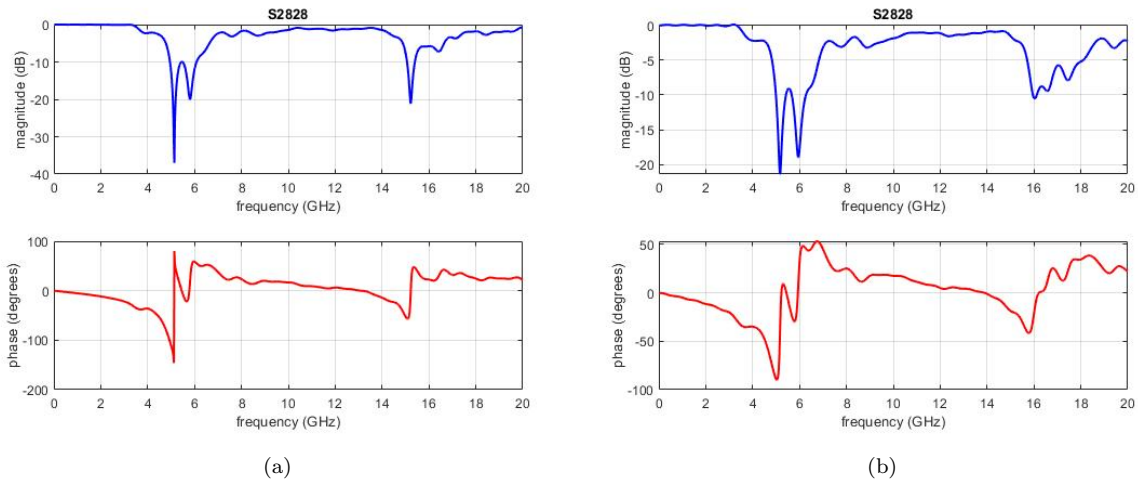 S2828
magnitude (dB)
0
-10
-20
-30
-40
0 2 4 6 8 10 12 14 16 18 20
frequency (GHz)
phase (degrees)
100
0
-100
-200
0 2 4 6 8 10 12 14 16 18 20
frequency (GHz)
(a)
S2828
magnitude (dB)
0
-5
-10
-15
-20
0 2 4 6 8 10 12 14 16 18 20
frequency (GHz)
phase (degrees)
50
0
-50
-100
0 2 4 6 8 10 12 14 16 18 20
frequency (GHz)
(b)